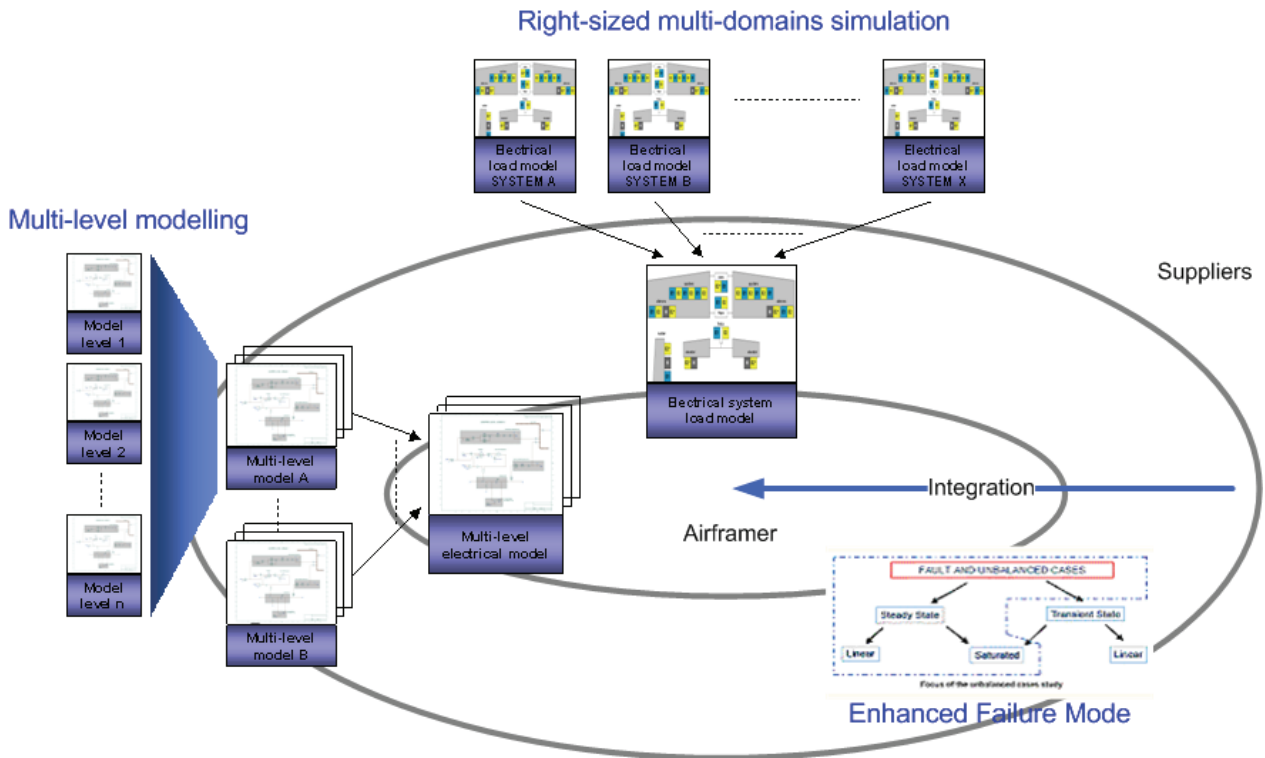 Right-sized multi-domains simulation
Electrical
load model
SYSTEM A
Electrical
load model
SYSTEM B
Electrical
load model
SYSTEM X
Multi-level modelling
Model
level 1
Model
level 2
Model
level n
Multi-level
model A
Multi-level
model B
Multi-level
electrical model
Electrical system
load model
Suppliers
Integration
Airframer
FAULT AND UNBALANCED CASES
Steady State
Transient State
Linear
Saturated
Linear
Focus of the unbalanced cases study
Enhanced Failure Mode